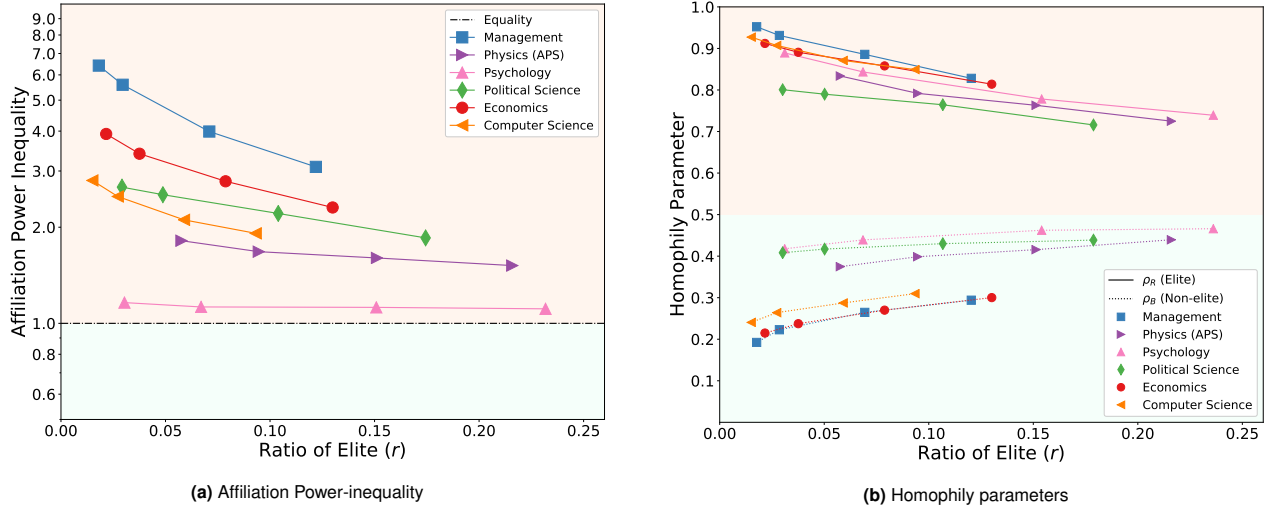 9.0
8.0
7.0
6.0
5.0
4.0
3.0
2.0
1.0
0.8
0.6
0.00
0.05
0.10
0.15
0.20
0.25
Affiliation Power Inequality
Ratio of Elite (r)
Equality
Management
Physics (APS)
Psychology
Political Science
Economics
Computer Science
(a) Affiliation Power-inequality
1.0
0.9
0.8
0.7
0.6
0.5
0.4
0.3
0.2
0.1
0.00
0.05
0.10
0.15
0.20
0.25
Homophily Parameter
Ratio of Elite (r)
ρR (Elite)
ρB (Non-elite)
Management
Physics (APS)
Psychology
Political Science
Economics
Computer Science
(b) Homophily parameters